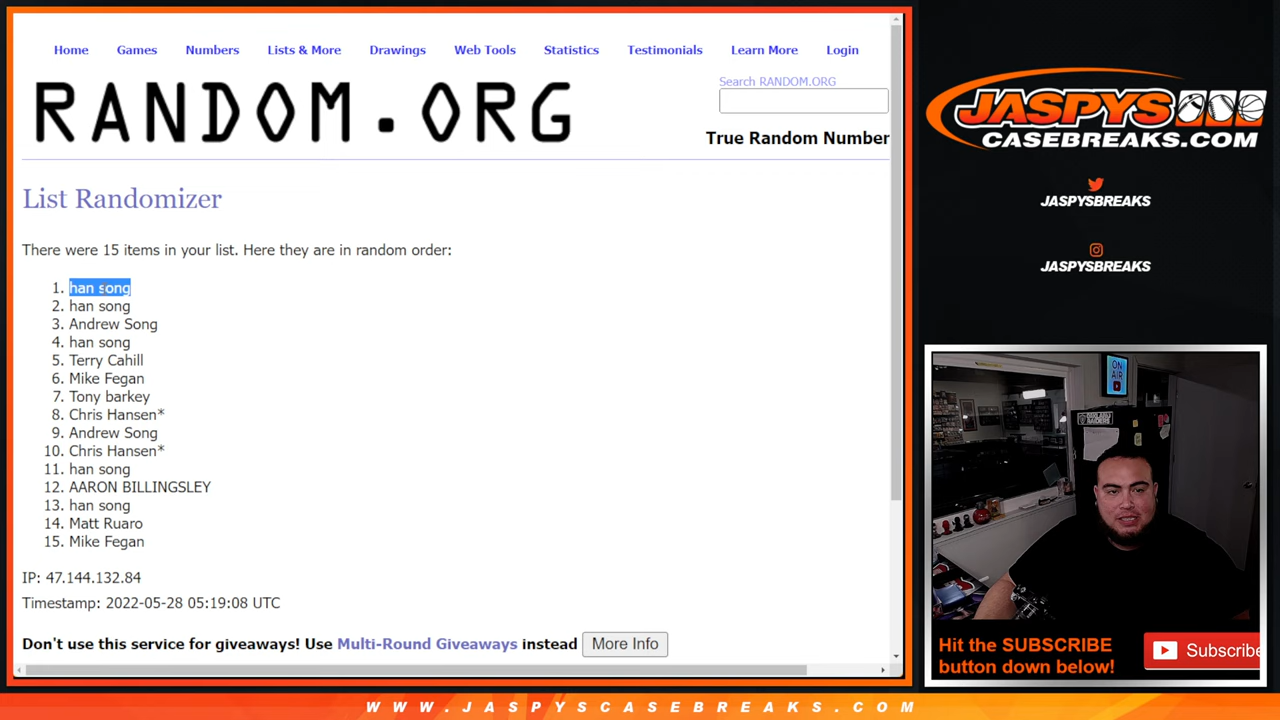 Home Games Numbers Lists & More Drawings Web Tools Statistics Testimonials Learn More Login
RANDOM.ORG
Search RANDOM.ORG
True Random Number
List Randomizer
There were 15 items in your list. Here they are in random order:
1. han song
2. han song
3. Andrew Song
4. han song
5. Terry Cahill
6. Mike Fegan
7. Tony barkey
8. Chris Hansen*
9. Andrew Song
10. Chris Hansen*
11. han song
12. AARON BILLINGSLEY
13. han song
14. Matt Ruaro
15. Mike Fegan
IP: 47.144.132.84
Timestamp: 2022-05-28 05:19:08 UTC
Don't use this service for giveaways! Use Multi-Round Giveaways instead More Info
JASPYS
CASEBREAKS.COM
JASPYSBREAKS
JASPYSBREAKS
ON
AIR
Hit the SUBSCRIBE
button down below!
Subscribe
WWW.JASPYSCASEBREAKS.COM